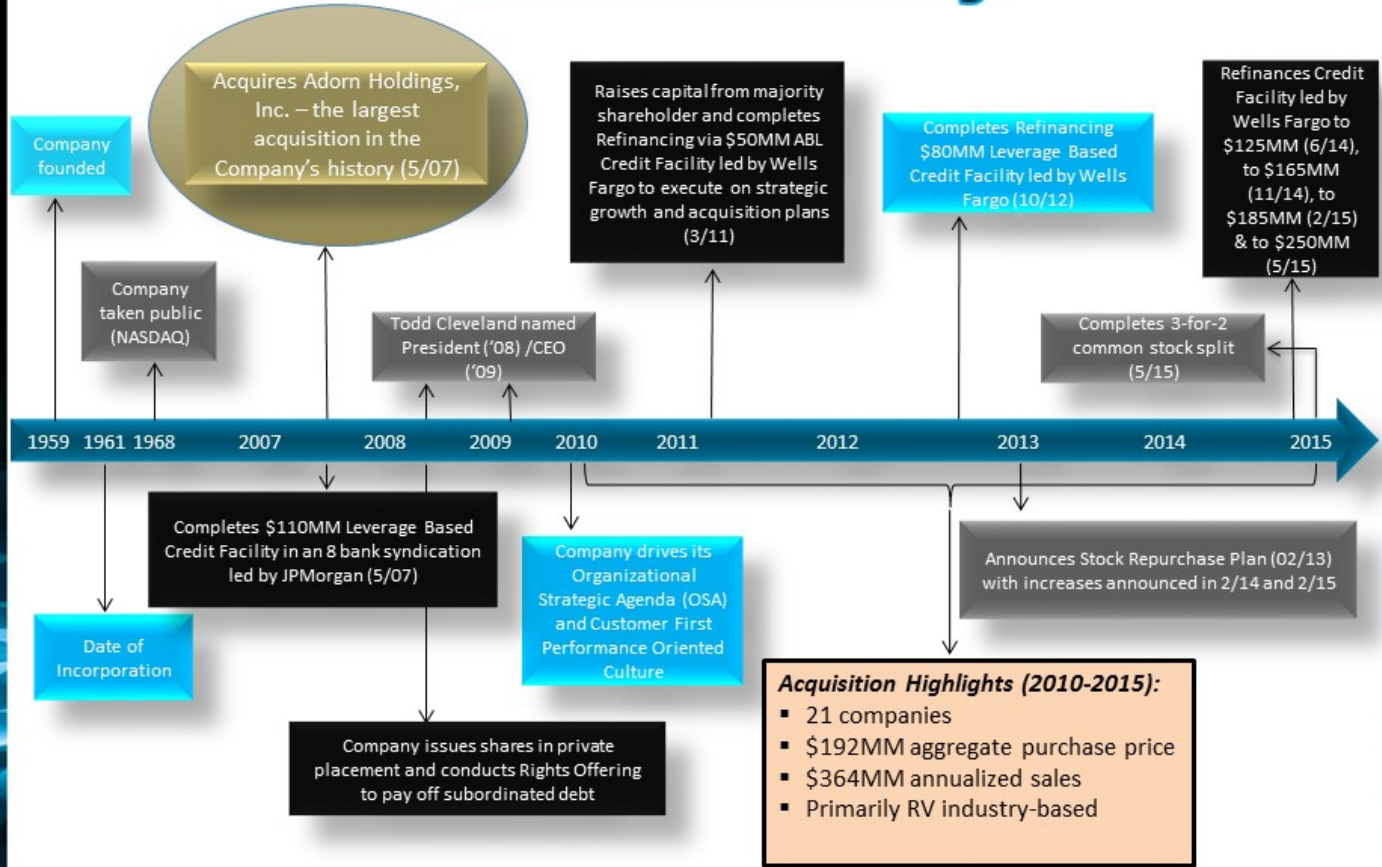 Company
founded
Acquires Adorn Holdings,
Inc. – the largest
acquisition in the
Company's history (5/07)
Raises capital from majority
shareholder and completes
Refinancing via $50MM ABL
Credit Facility led by Wells
Fargo to execute on strategic
growth and acquisition plans
(3/11)
Completes Refinancing
$80MM Leverage Based
Credit Facility led by Wells
Fargo (10/12)
Refinances Credit
Facility led by
Wells Fargo to
$125MM (6/14),
to $165MM
(11/14), to
$185MM (2/15)
& to $250MM
(5/15)
Company
taken public
(NASDAQ)
Todd Cleveland named
President ('08) /CEO
('09)
Completes 3-for-2
common stock split
(5/15)
1959 1961 1968 2007 2008 2009 2010 2011 2012 2013 2014 2015
Completes $110MM Leverage Based
Credit Facility in an 8 bank syndication
led by JPMorgan (5/07)
Company drives its
Organizational
Strategic Agenda (OSA)
and Customer First
Performance Oriented
Culture
Announces Stock Repurchase Plan (02/13)
with increases announced in 2/14 and 2/15
Date of
Incorporation
Company issues shares in private
placement and conducts Rights Offering
to pay off subordinated debt
Acquisition Highlights (2010-2015):
▪ 21 companies
▪ $192MM aggregate purchase price
▪ $364MM annualized sales
▪ Primarily RV industry-based